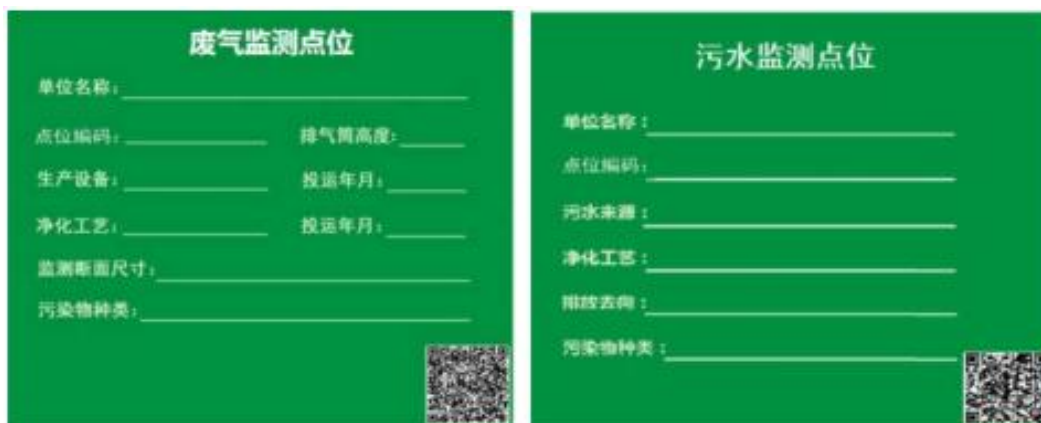 废气监测点位
单位名称:
点位编码: 排气筒高度:
生产设备: 投运年月:
净化工艺: 投运年月:
监测断面尺寸:
污染物种类:
污水监测点位
单位名称:
点位编码:
污水来源:
净化工艺:
排放去向:
污染物种类: